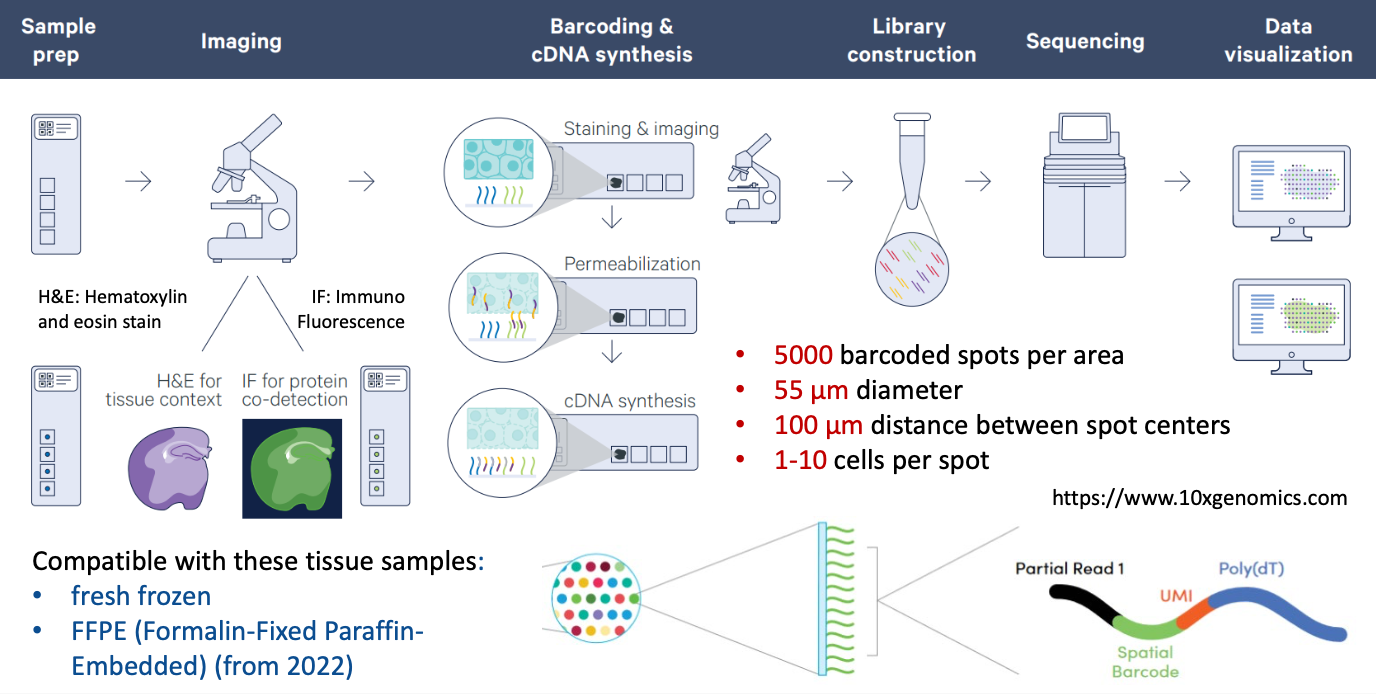 Sample
prep
Imaging
Barcoding &
cDNA synthesis
Library
construction
Sequencing
Data
visualization
Staining & imaging
Permeabilization
cDNA synthesis
H&E: Hematoxylin
and eosin stain
IF: Immuno
Fluorescence
H&E for
tissue context
IF for protein
co-detection
• 5000 barcoded spots per area
• 55 µm diameter
• 100 µm distance between spot centers
• 1-10 cells per spot
https://www.10xgenomics.com
Compatible with these tissue samples:
• fresh frozen
• FFPE (Formalin-Fixed Paraffin-
Embedded) (from 2022)
Partial Read 1
Spatial
Barcode
UMI
Poly(dT)